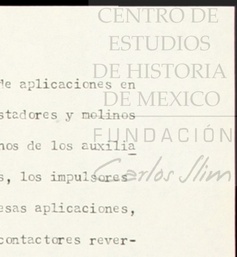 CENTRO DE
ESTUDIOS
DE HISTORIA
DE MEXICO
FUNDACIÓN
Carlos Slim
de aplicaciones en
stadores y molinos
nos de los auxilia
s, los impulsores
esas aplicaciones,
contactores rever-